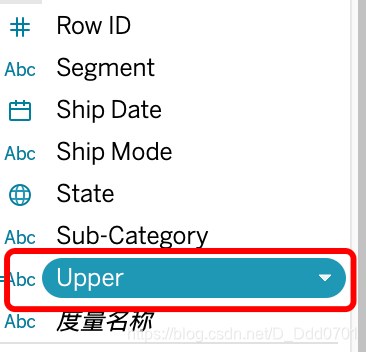 Row ID
Abc Segment
Ship Date
Abc Ship Mode
State
Abc Sub-Category
=Abc Upper
Abc 度量名称
https://blog.csdn.net/D_Ddd0701